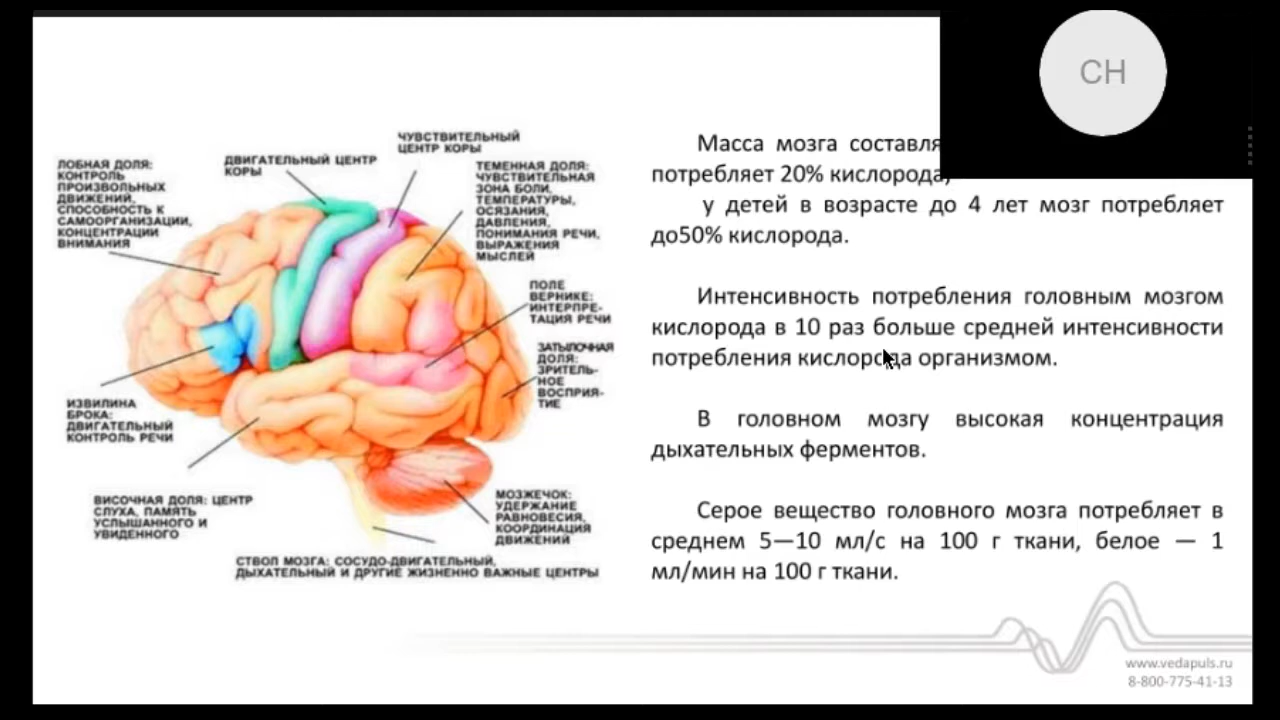 CH
ЧУВСТВИТЕЛЬНЫЙ
ЦЕНТР КОРЫ
ДВИГАТЕЛЬНЫЙ ЦЕНТР
КОРЫ
ЛОБНАЯ ДОЛЯ:
КОНТРОЛЬ
ПРОИЗВОЛЬНЫХ
ДВИЖЕНИЙ,
СПОСОБНОСТЬ К
САМООРГАНИЗАЦИИ,
КОНЦЕНТРАЦИИ
ВНИМАНИЯ
ТЕМЕННАЯ ДОЛЯ:
ЧУВСТВИТЕЛЬНАЯ
ЗОНА БОЛИ,
ТЕМПЕРАТУРЫ,
ОСЯЗАНИЯ,
ДАВЛЕНИЯ,
ПОНИМАНИЯ РЕЧИ,
ВЫРАЖЕНИЯ
МЫСЛЕЙ
ПОЛЕ
ВЕРНИКЕ:
ИНТЕРПРЕ-
ТАЦИЯ РЕЧИ
ЗАТЫЛОЧНАЯ
ДОЛЯ:
ЗРИТЕЛЬ-
НОЕ
ВОСПРИЯ-
ТИЕ
ИЗВИЛИНА
БРОКА:
ДВИГАТЕЛЬНЫЙ
КОНТРОЛЬ РЕЧИ
ВИСОЧНАЯ ДОЛЯ: ЦЕНТР
СЛУХА, ПАМЯТЬ
УСЛЫШАННОГО И
УВИДЕННОГО
МОЗЖЕЧОК:
УДЕРЖАНИЕ
РАВНОВЕСИЯ,
КООРДИНАЦИЯ
ДВИЖЕНИЙ
СТВОЛ МОЗГА: СОСУДО-ДВИГАТЕЛЬНЫЙ,
ДЫХАТЕЛЬНЫЙ И ДРУГИЕ ЖИЗНЕННО ВАЖНЫЕ ЦЕНТРЫ
Масса мозга составля
потребляет 20% кислорода,
у детей в возрасте до 4 лет мозг потребляет
до50% кислорода.
Интенсивность потребления головным мозгом
кислорода в 10 раз больше средней интенсивности
потребления кислорода организмом.
В головном мозгу высокая концентрация
дыхательных ферментов.
Серое вещество головного мозга потребляет в
среднем 5—10 мл/с на 100 г ткани, белое — 1
мл/мин на 100 г ткани.
www.vedapuls.ru
8-800-775-41-13